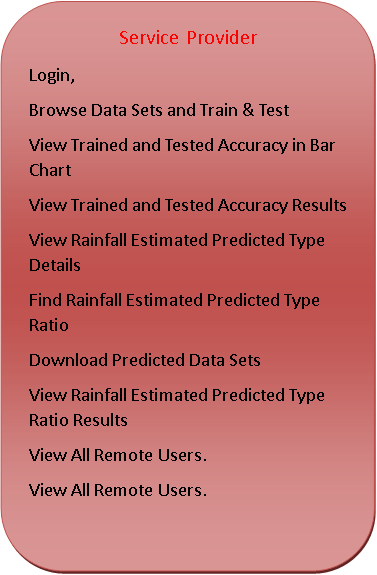 Service Provider
Login,
Browse Data Sets and Train & Test
View Trained and Tested Accuracy in Bar
Chart
View Trained and Tested Accuracy Results
View Rainfall Estimated Predicted Type
Details
Find Rainfall Estimated Predicted Type
Ratio
Download Predicted Data Sets
View Rainfall Estimated Predicted Type
Ratio Results
View All Remote Users.
View All Remote Users.